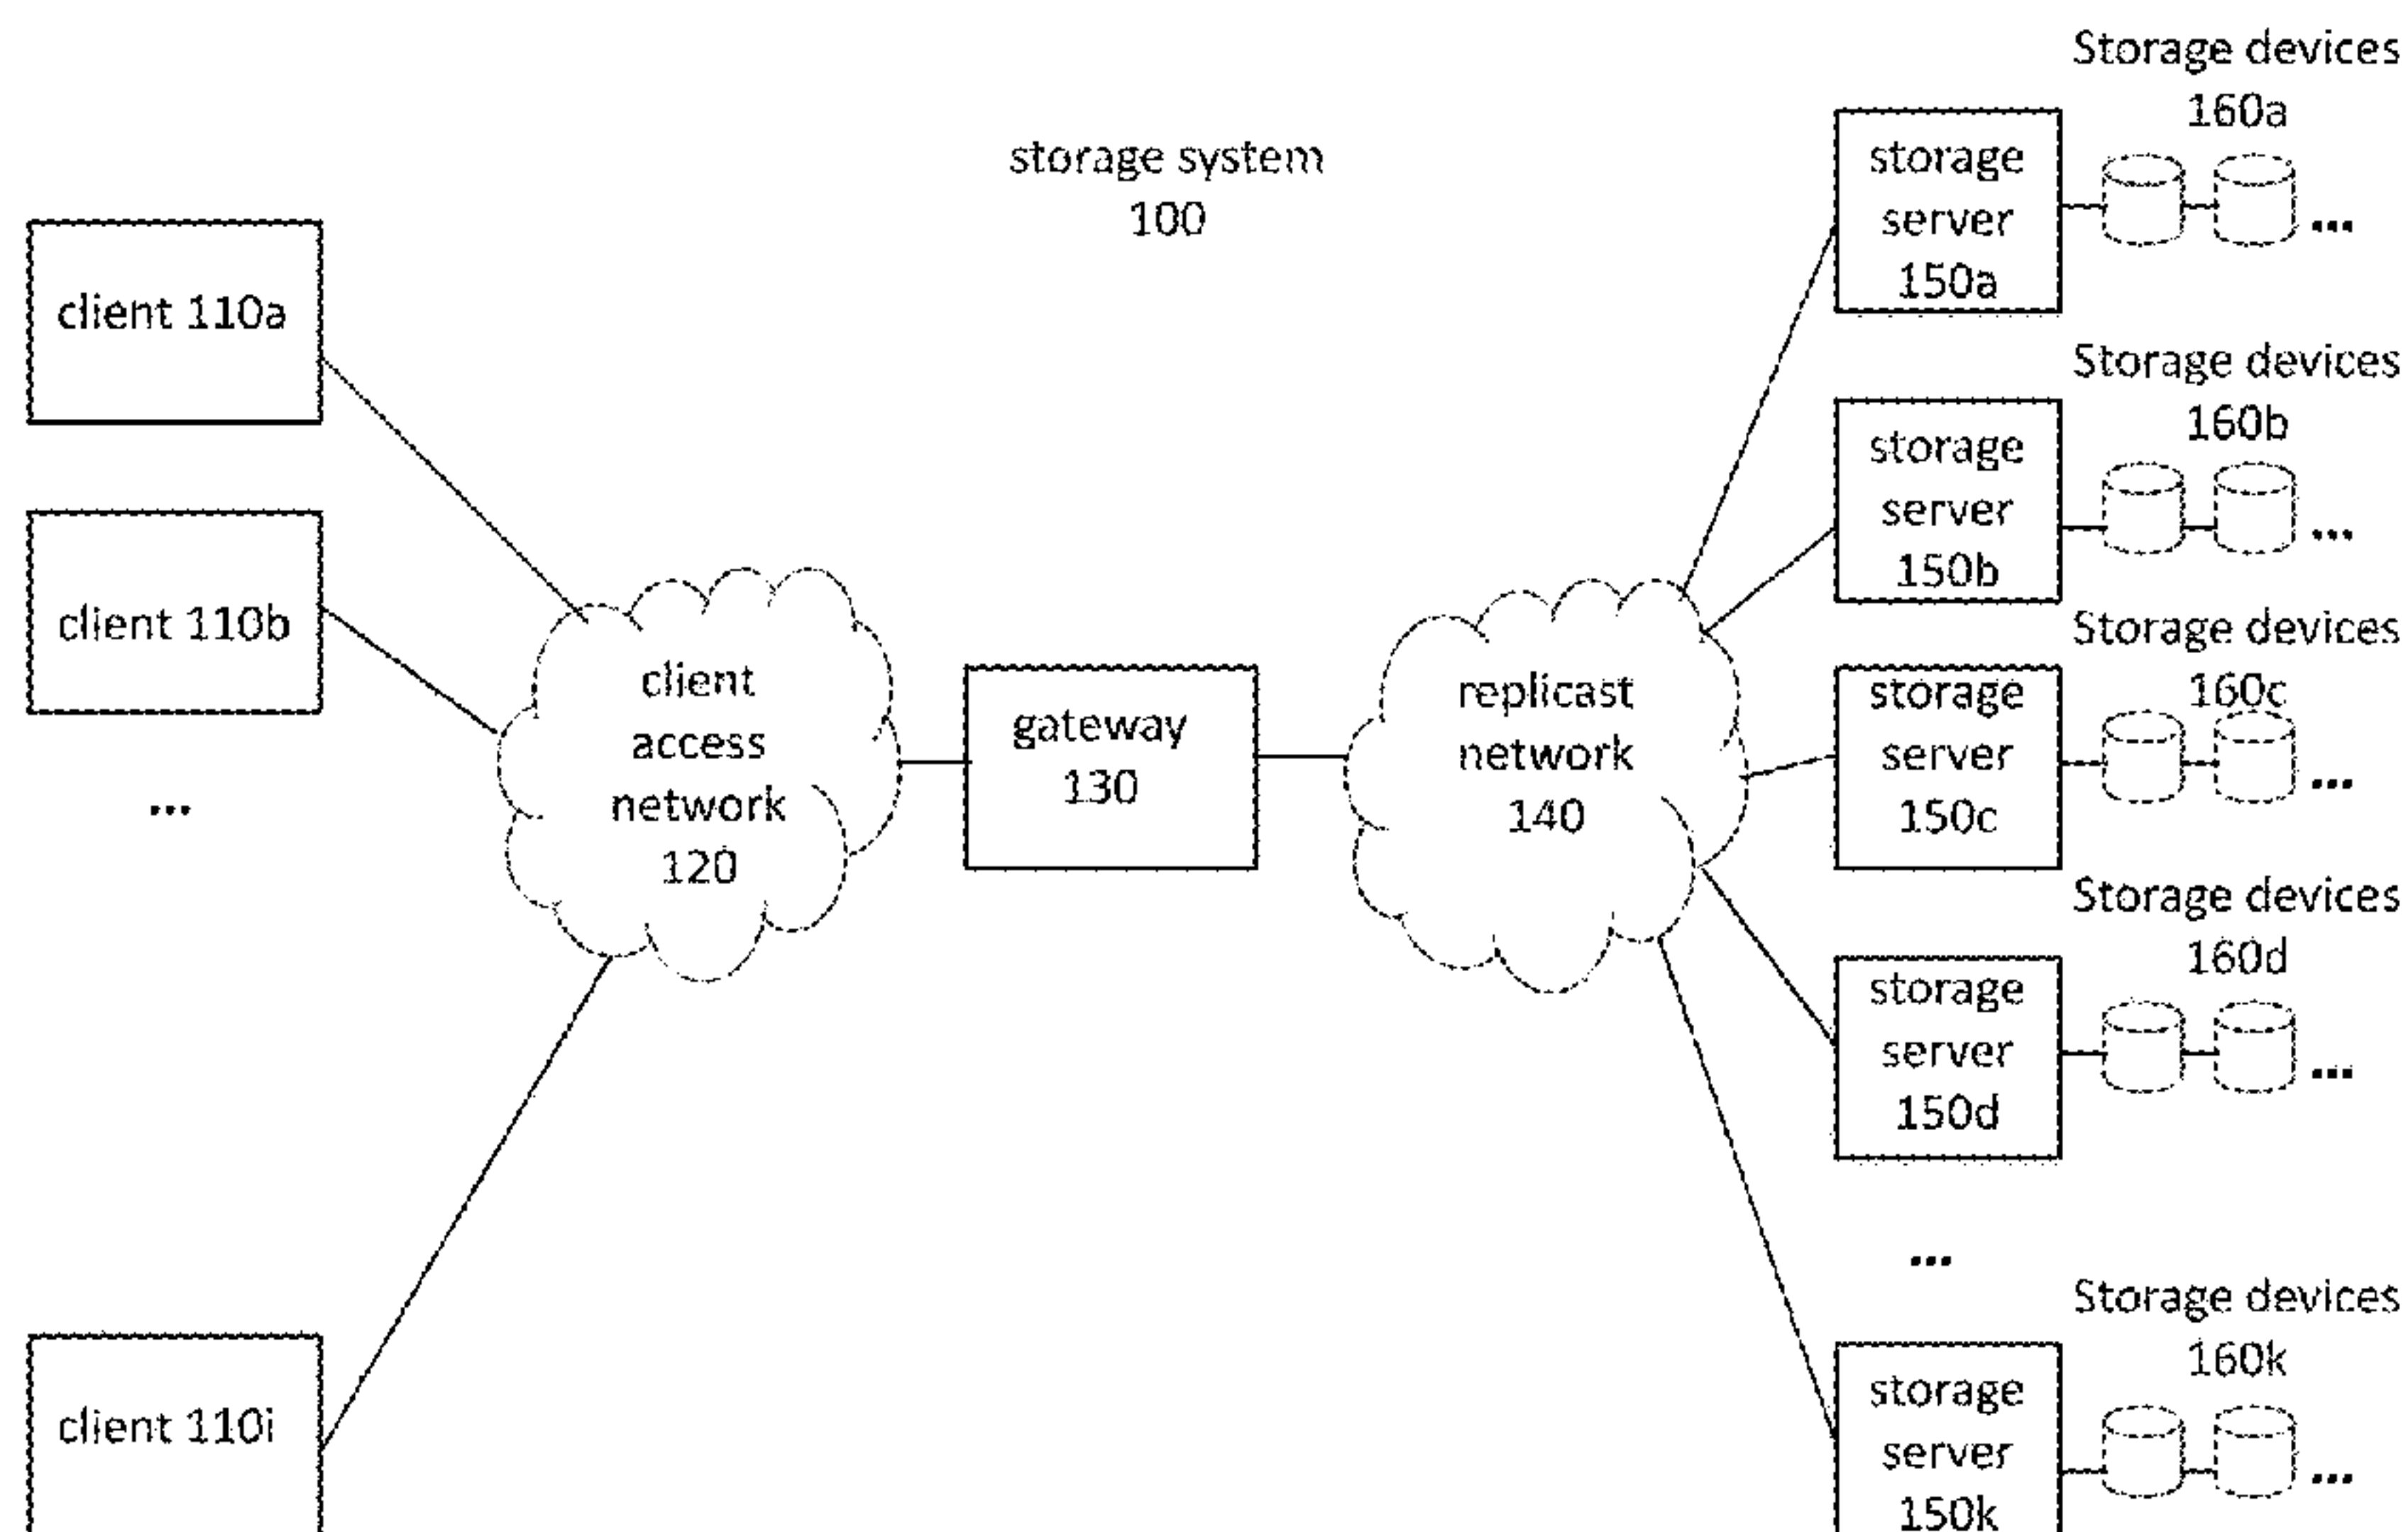 storage system
100
client 110a
client 110b
...
client 110i
client
access
network
120
gateway
130
replicast
network
140
Storage devices
160a
storage
server
150a
...
Storage devices
160b
storage
server
150b
...
Storage devices
160c
storage
server
150c
...
Storage devices
160d
storage
server
150d
...
...
Storage devices
160k
storage
server
150k
...